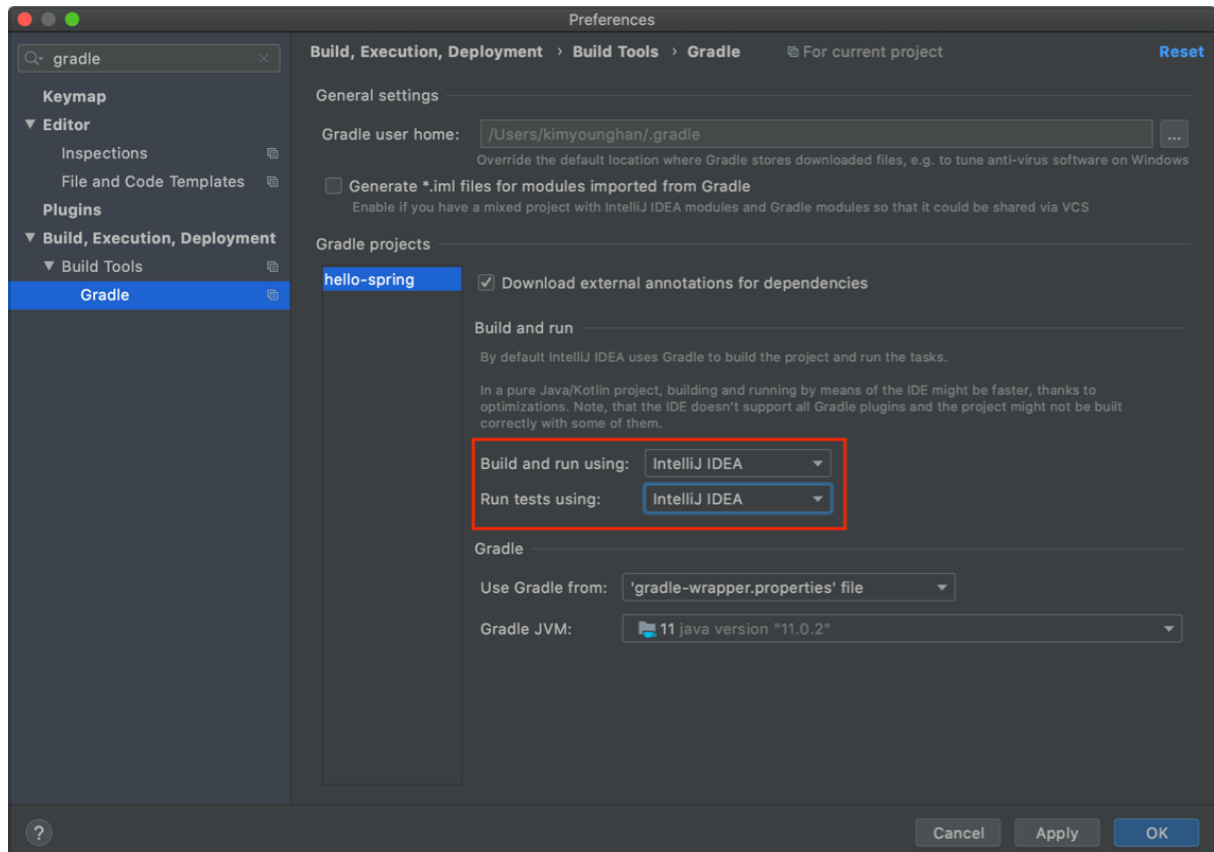 Preferences
gradle
Keymap
Editor
Inspections
File and Code Templates
Plugins
Build, Execution, Deployment
Build Tools
Gradle
Build, Execution, Deployment › Build Tools › Gradle For current project Reset
General settings
Gradle user home: /Users/kimyounghan/.gradle ...
Override the default location where Gradle stores downloaded files, e.g. to tune anti-virus software on Windows
Generate *.iml files for modules imported from Gradle
Enable if you have a mixed project with IntelliJ IDEA modules and Gradle modules so that it could be shared via VCS
Gradle projects
hello-spring
Download external annotations for dependencies
Build and run
By default IntelliJ IDEA uses Gradle to build the project and run the tasks.
In a pure Java/Kotlin project, building and running by means of the IDE might be faster, thanks to
optimizations. Note, that the IDE doesn't support all Gradle plugins and the project might not be built
correctly with some of them.
Build and run using: IntelliJ IDEA
Run tests using: IntelliJ IDEA
Gradle
Use Gradle from: 'gradle-wrapper.properties' file
Gradle JVM: 11 java version "11.0.2"
? Cancel Apply OK